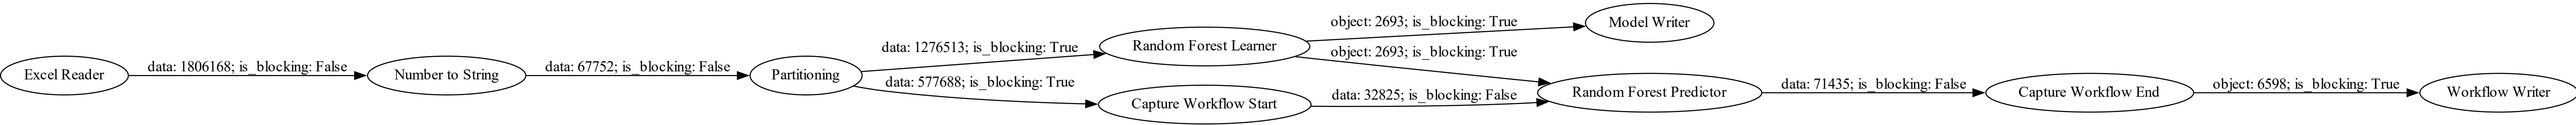 Excel Reader
data: 1806168; is_blocking: False
Number to String
data: 67752; is_blocking: False
Partitioning
data: 1276513; is_blocking: True
Random Forest Learner
object: 2693; is_blocking: True
Model Writer
object: 2693; is_blocking: True
data: 577688; is_blocking: True
Capture Workflow Start
data: 32825; is_blocking: False
Random Forest Predictor
data: 71435; is_blocking: False
Capture Workflow End
object: 6598; is_blocking: True
Workflow Writer